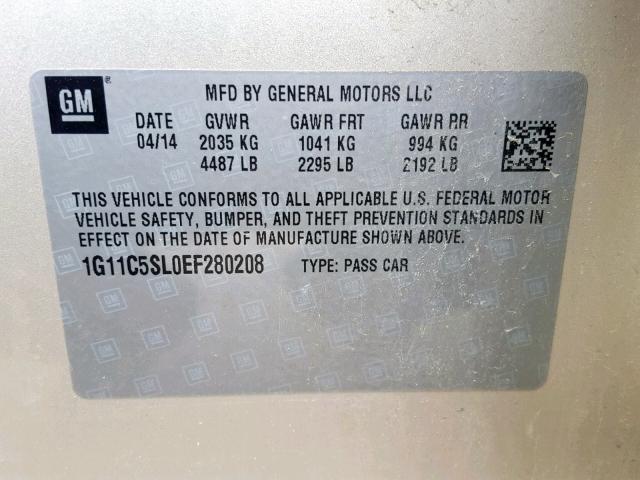 GM
MFD BY GENERAL MOTORS LLC
DATE GVWR GAWR FRT GAWR RR
04/14 2035 KG 1041 KG 994 KG
4487 LB 2295 LB 2192 LB
THIS VEHICLE CONFORMS TO ALL APPLICABLE U.S. FEDERAL MOTOR
VEHICLE SAFETY, BUMPER, AND THEFT PREVENTION STANDARDS IN
EFFECT ON THE DATE OF MANUFACTURE SHOWN ABOVE.
1G11C5SL0EF280208 TYPE: PASS CAR